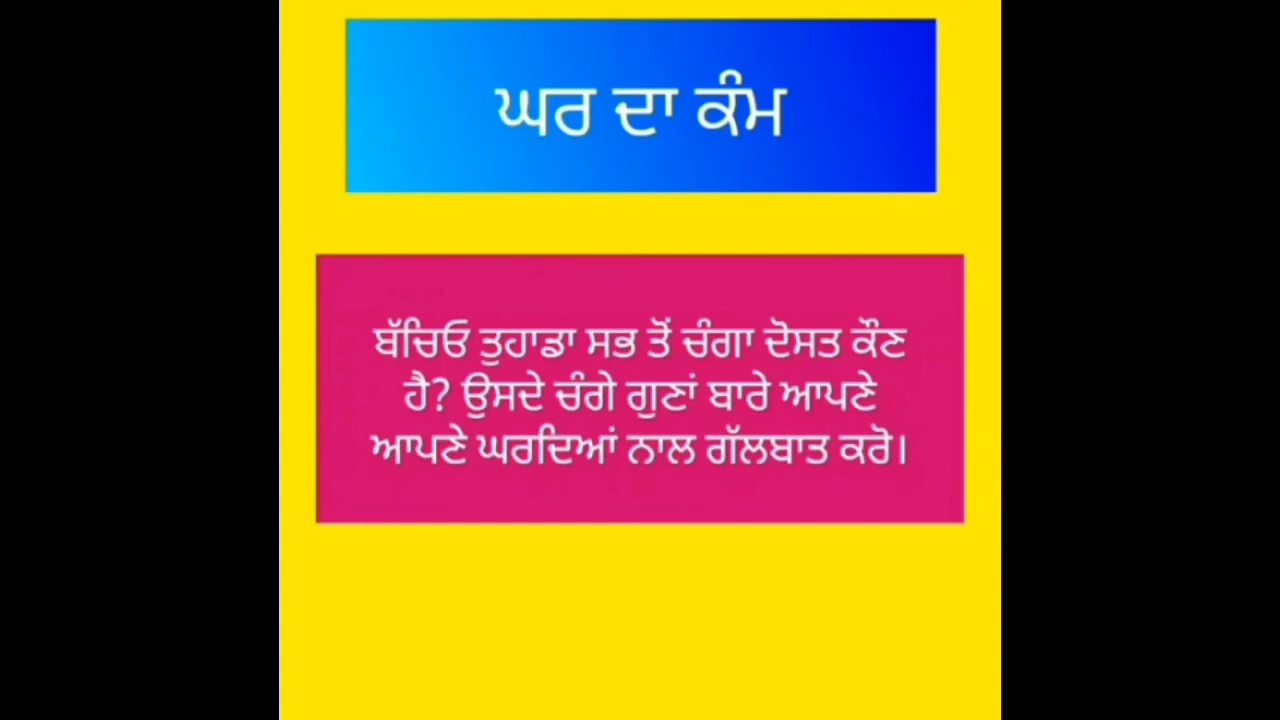 ਘਰ ਦਾ ਕੰਮ
ਬੱਚਿਓ ਤੁਹਾਡਾ ਸਭ ਤੋਂ ਚੰਗਾ ਦੋਸਤ ਕੌਣ
ਹੈ? ਉਸਦੇ ਚੰਗੇ ਗੁਣਾਂ ਬਾਰੇ ਆਪਣੇ
ਆਪਣੇ ਘਰਦਿਆਂ ਨਾਲ ਗੱਲਬਾਤ ਕਰੋ।